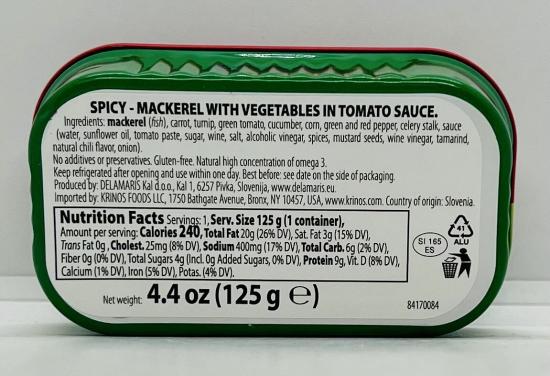 SPICY - MACKEREL WITH VEGETABLES IN TOMATO SAUCE.
Ingredients: mackerel (fish), carrot, turnip, green tomato, cucumber, corn, green and red pepper, celery stalk, sauce
(water, sunflower oil, tomato paste, sugar, wine, salt, alcoholic vinegar, spices, mustard seeds, wine vinegar, tamarind,
natural chili flavor, onion).
No additives or preservatives. Gluten-free. Natural high concentration of omega 3.
Keep refrigerated after opening and use within one day. Best before: see date on the side of packaging.
Produced by: DELAMARIS Kal d.o.o., Kal 1, 6257 Pivka, Slovenija, www.delamaris.eu.
Imported by: KRINOS FOODS LLC, 1750 Bathgate Avenue, Bronx, NY 10457, USA, www.krinos.com. Country of origin: Slovenia.
Nutrition Facts Servings: 1, Serv. Size 125 g (1 container),
Amount per serving: Calories 240, Total Fat 20g (26% DV), Sat. Fat 3g (15% DV),
Trans Fat 0g, Cholest. 25mg (8% DV), Sodium 400mg (17% DV), Total Carb. 6g (2% DV),
Fiber 0g (0% DV), Total Sugars 4g (Incl. 0g Added Sugars, 0% DV), Protein 9g, Vit. D (8% DV),
Calcium (1% DV), Iron (5% DV), Potas. (4% DV).
SI 165
ES
41
ALU
Net weight: 4.4 oz (125 g ℮)
84170084